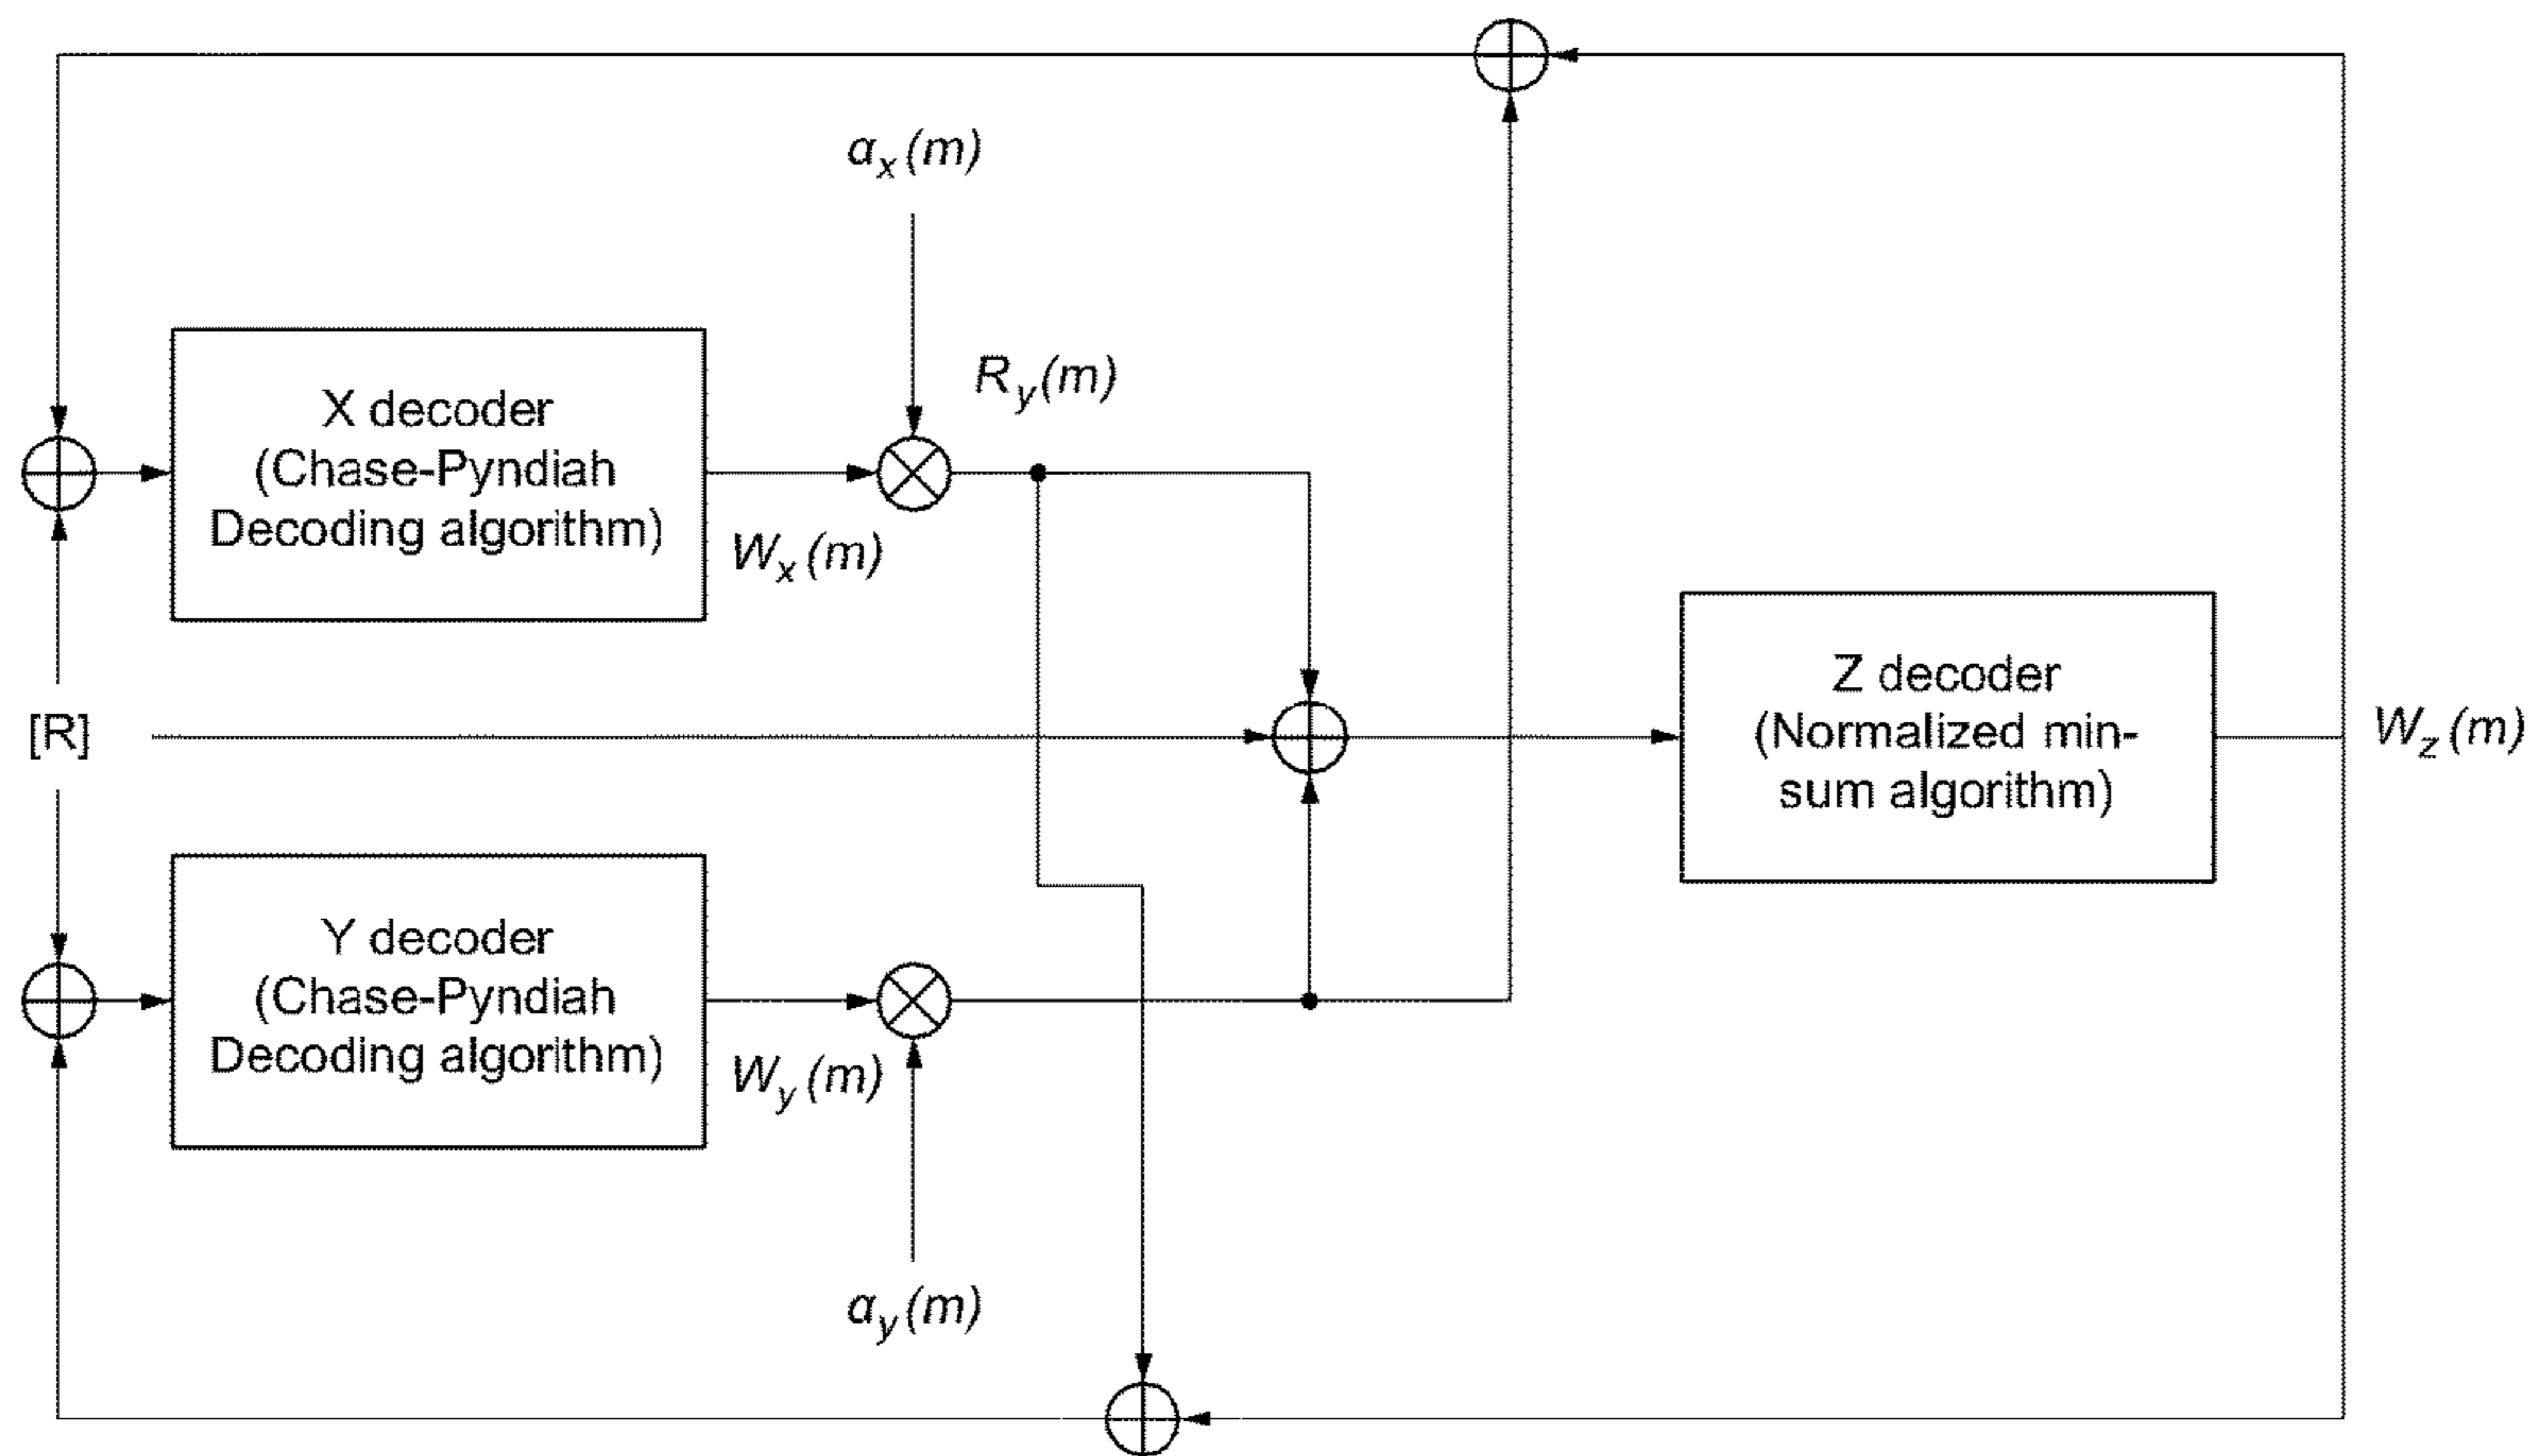 α_x(m)
R_y(m)
X decoder
(Chase-Pyndiah
Decoding algorithm)
W_x(m)
[R]
Z decoder
(Normalized min-
sum algorithm)
W_z(m)
Y decoder
(Chase-Pyndiah
Decoding algorithm)
W_y(m)
α_y(m)